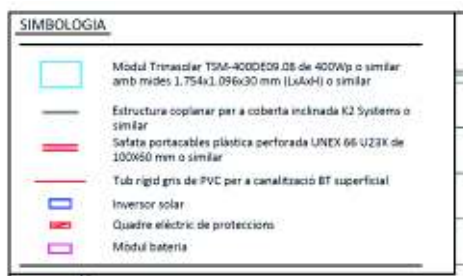 SIMBOLOGIA
Mòdul Trinasolar TSM-400DE09.08 de 400Wp o similar
amb mides 1.754x1.096x30 mm (LxAxH) o similar
Estructura coplanar per a coberta inclinada K2 Systems o
similar
Safata portacables plàstica perforada UNEX 66 U23X de
100X60 mm o similar
Tub rígid gris de PVC per a canalització BT superficial
Inversor solar
Quadre elèctric de proteccions
Mòdul bateria